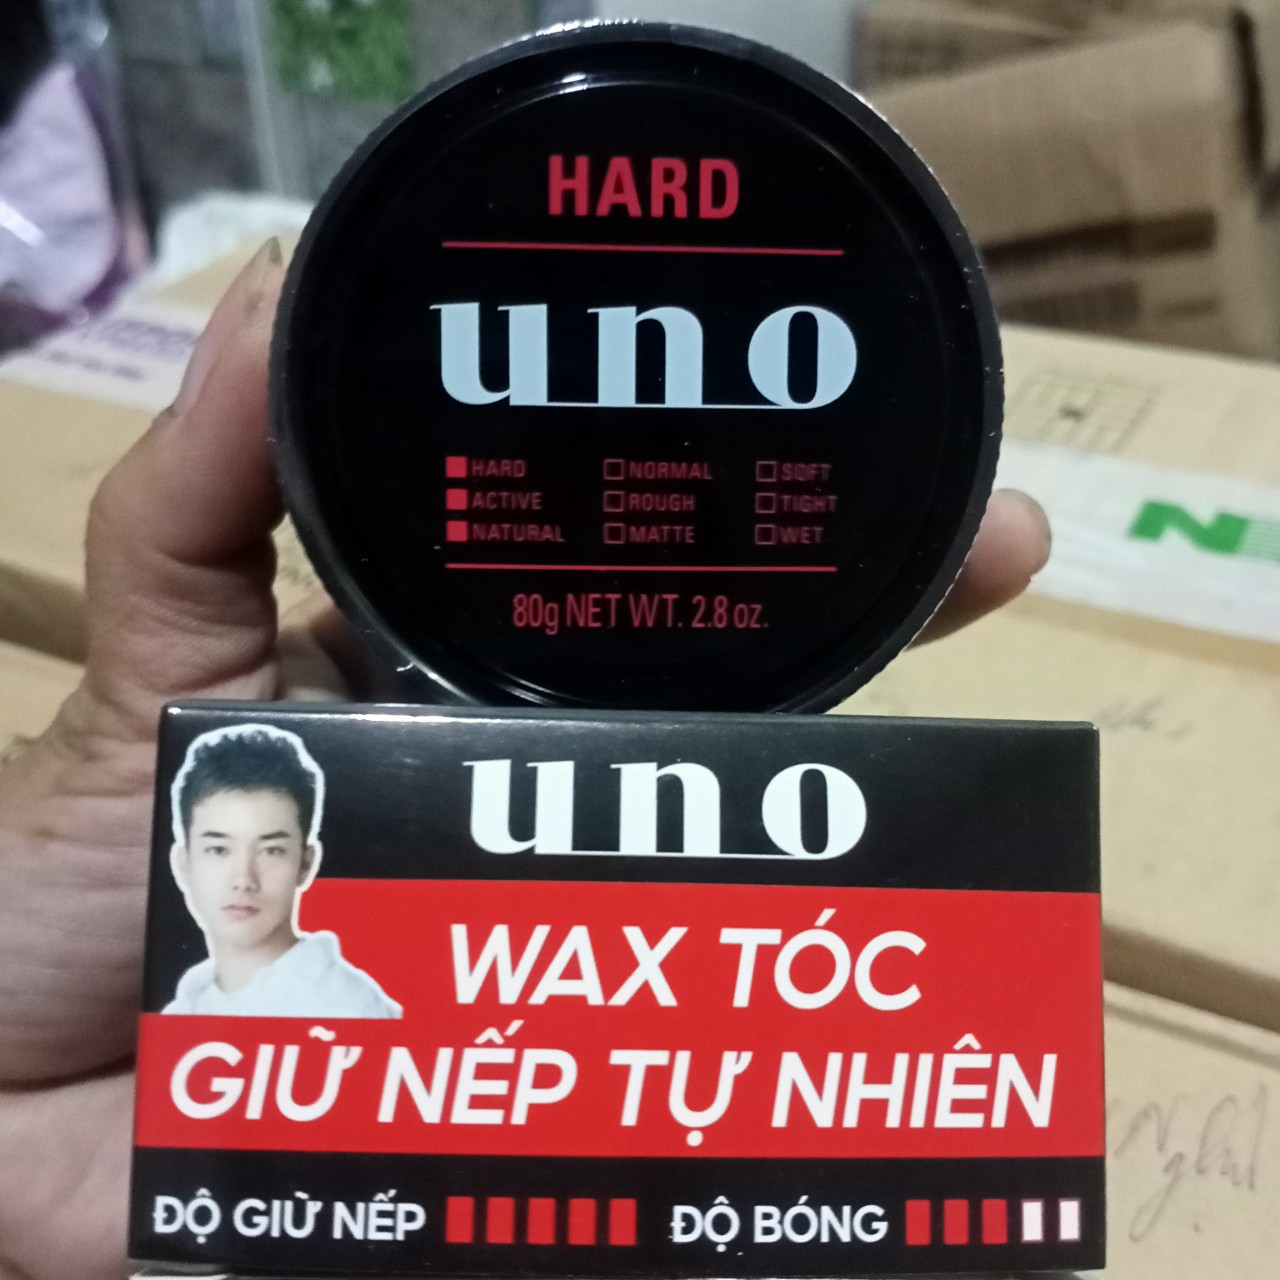 HARD
uno
HARD NORMAL SOFT
ACTIVE ROUGH TIGHT
NATURAL MATTE WET
80g NET WT. 2.8 oz.
uno
WAX TÓC
GIỮ NẾP TỰ NHIÊN
ĐỘ GIỮ NẾP ĐỘ BÓNG